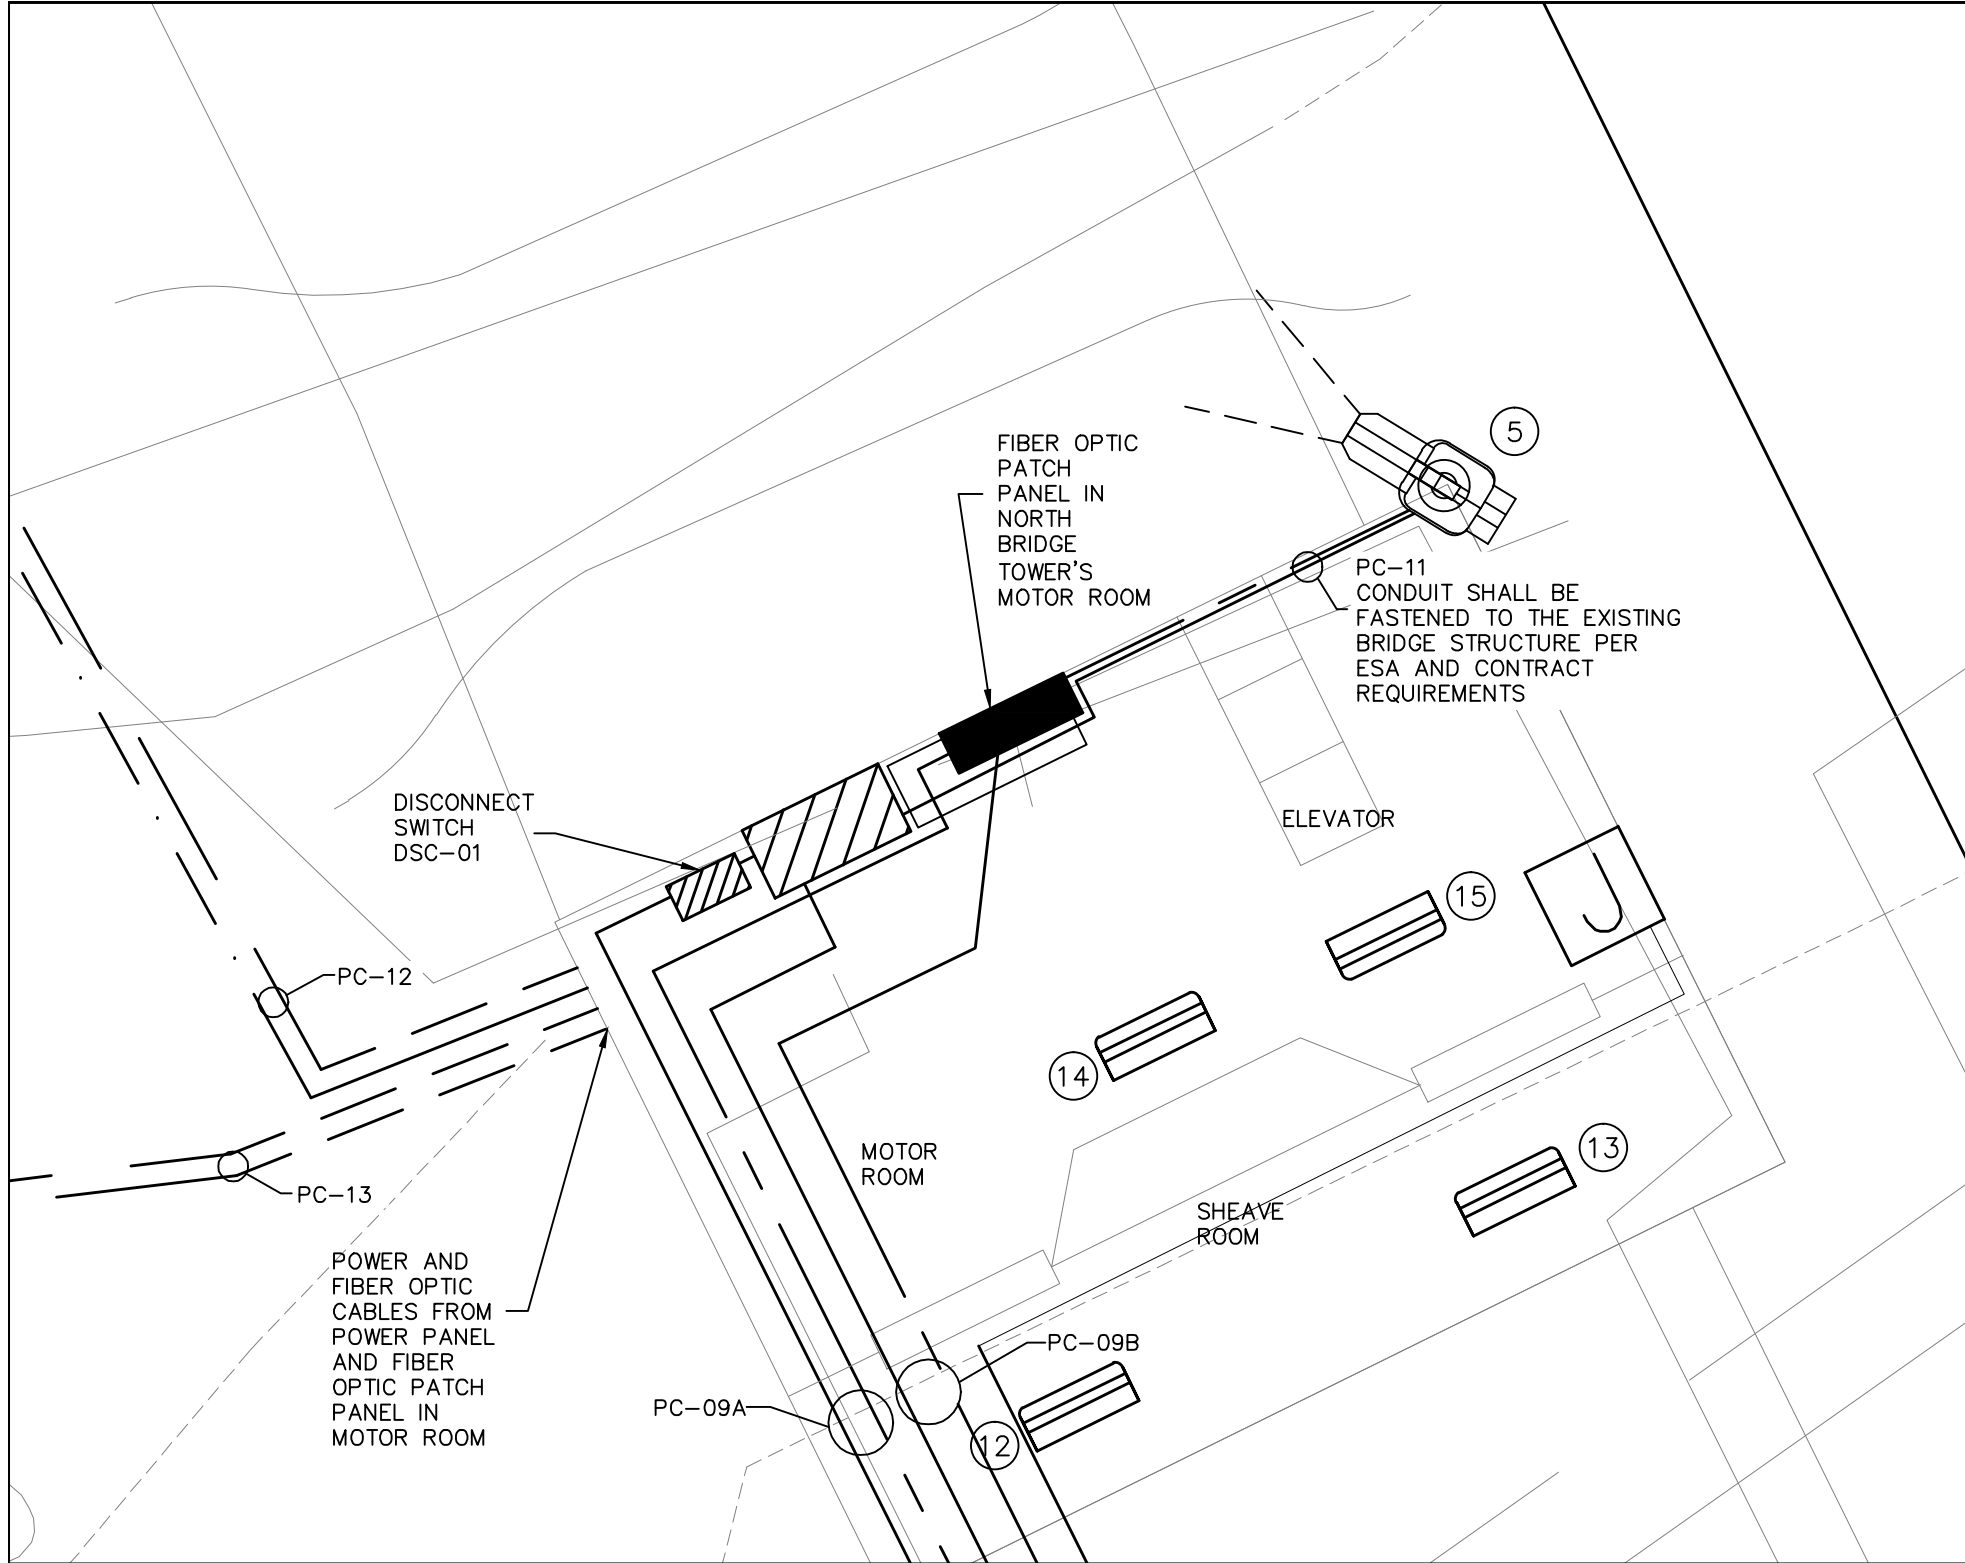 5
FIBER OPTIC
PATCH
PANEL IN
NORTH
BRIDGE
TOWER'S
MOTOR ROOM
PC-11
CONDUIT SHALL BE
FASTENED TO THE EXISTING
BRIDGE STRUCTURE PER
ESA AND CONTRACT
REQUIREMENTS
DISCONNECT
SWITCH
DSC-01
ELEVATOR
15
PC-12
14
MOTOR
ROOM
13
PC-13
SHEAVE
ROOM
POWER AND
FIBER OPTIC
CABLES FROM
POWER PANEL
AND FIBER
OPTIC PATCH
PANEL IN
MOTOR ROOM
PC-09B
PC-09A
12